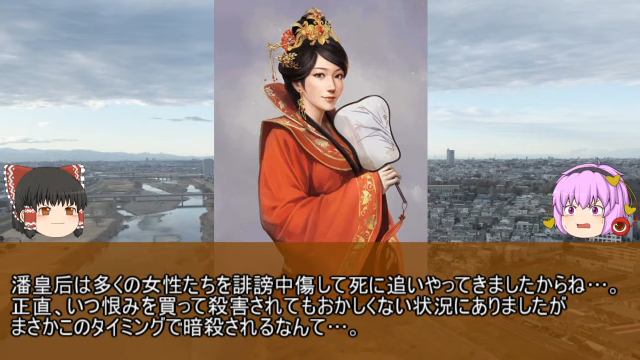 潘皇后は多くの女性たちを誹謗中傷して死に追いやってきましたからね…。
正直、いつ恨みを買って殺害されてもおかしくない状況にありましたが
まさかこのタイミングで暗殺されるなんて…。